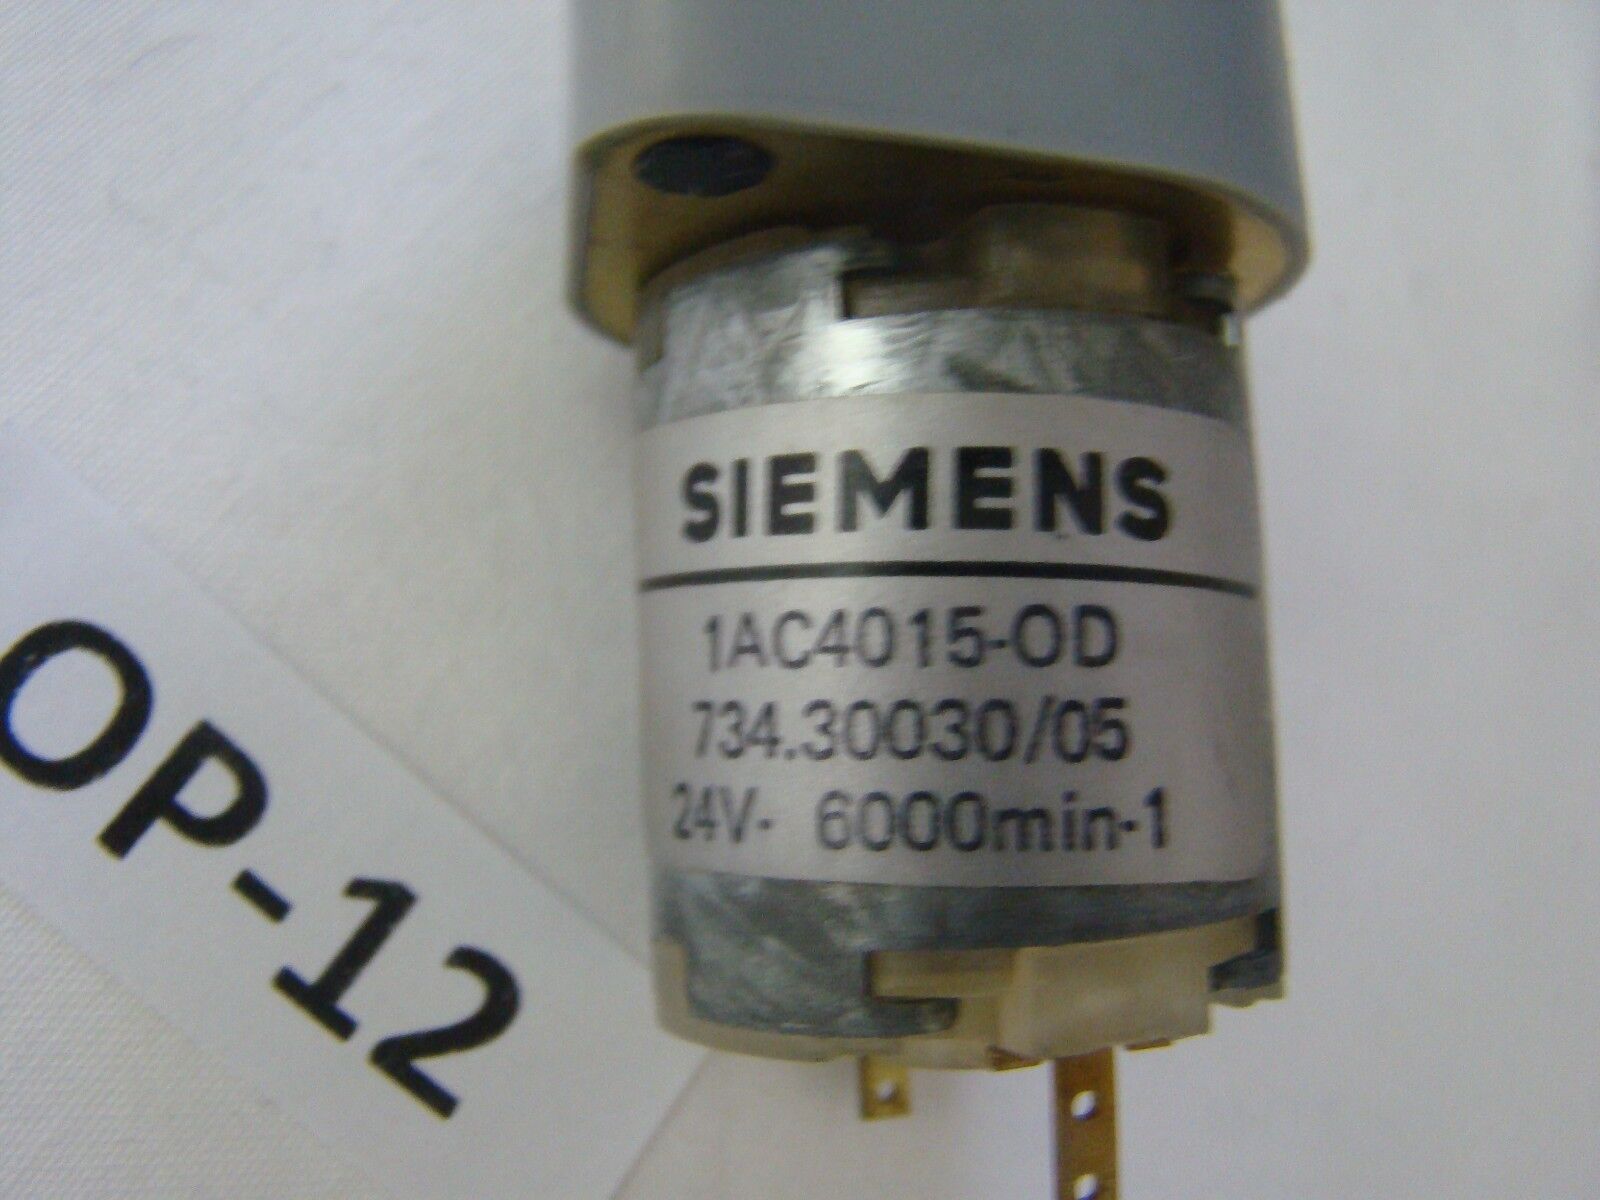 SIEMENS
1AC4015-OD
734.30030/05
24V- 6000min-1
OP-12